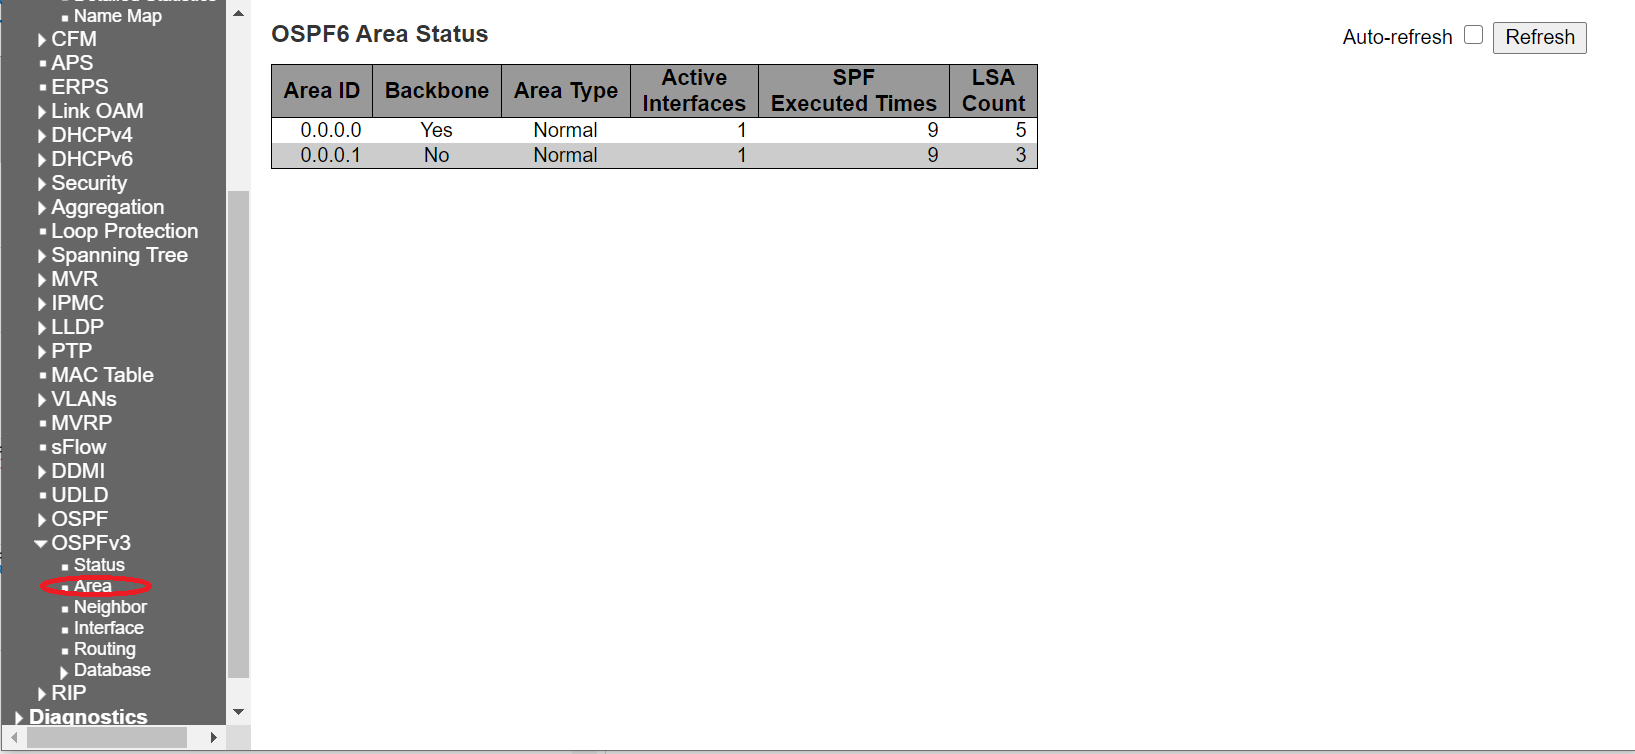 Name Map
CFM
APS
ERPS
Link OAM
DHCPv4
DHCPv6
Security
Aggregation
Loop Protection
Spanning Tree
MVR
IPMC
LLDP
PTP
MAC Table
VLANs
MVRP
sFlow
DDMI
UDLD
OSPF
OSPFv3
Status
Area
Neighbor
Interface
Routing
Database
RIP
Diagnostics
OSPF6 Area Status
Auto-refresh Refresh
Area ID Backbone Area Type Active Interfaces SPF Executed Times LSA Count
0.0.0.0 Yes Normal 1 9 5
0.0.0.1 No Normal 1 9 3